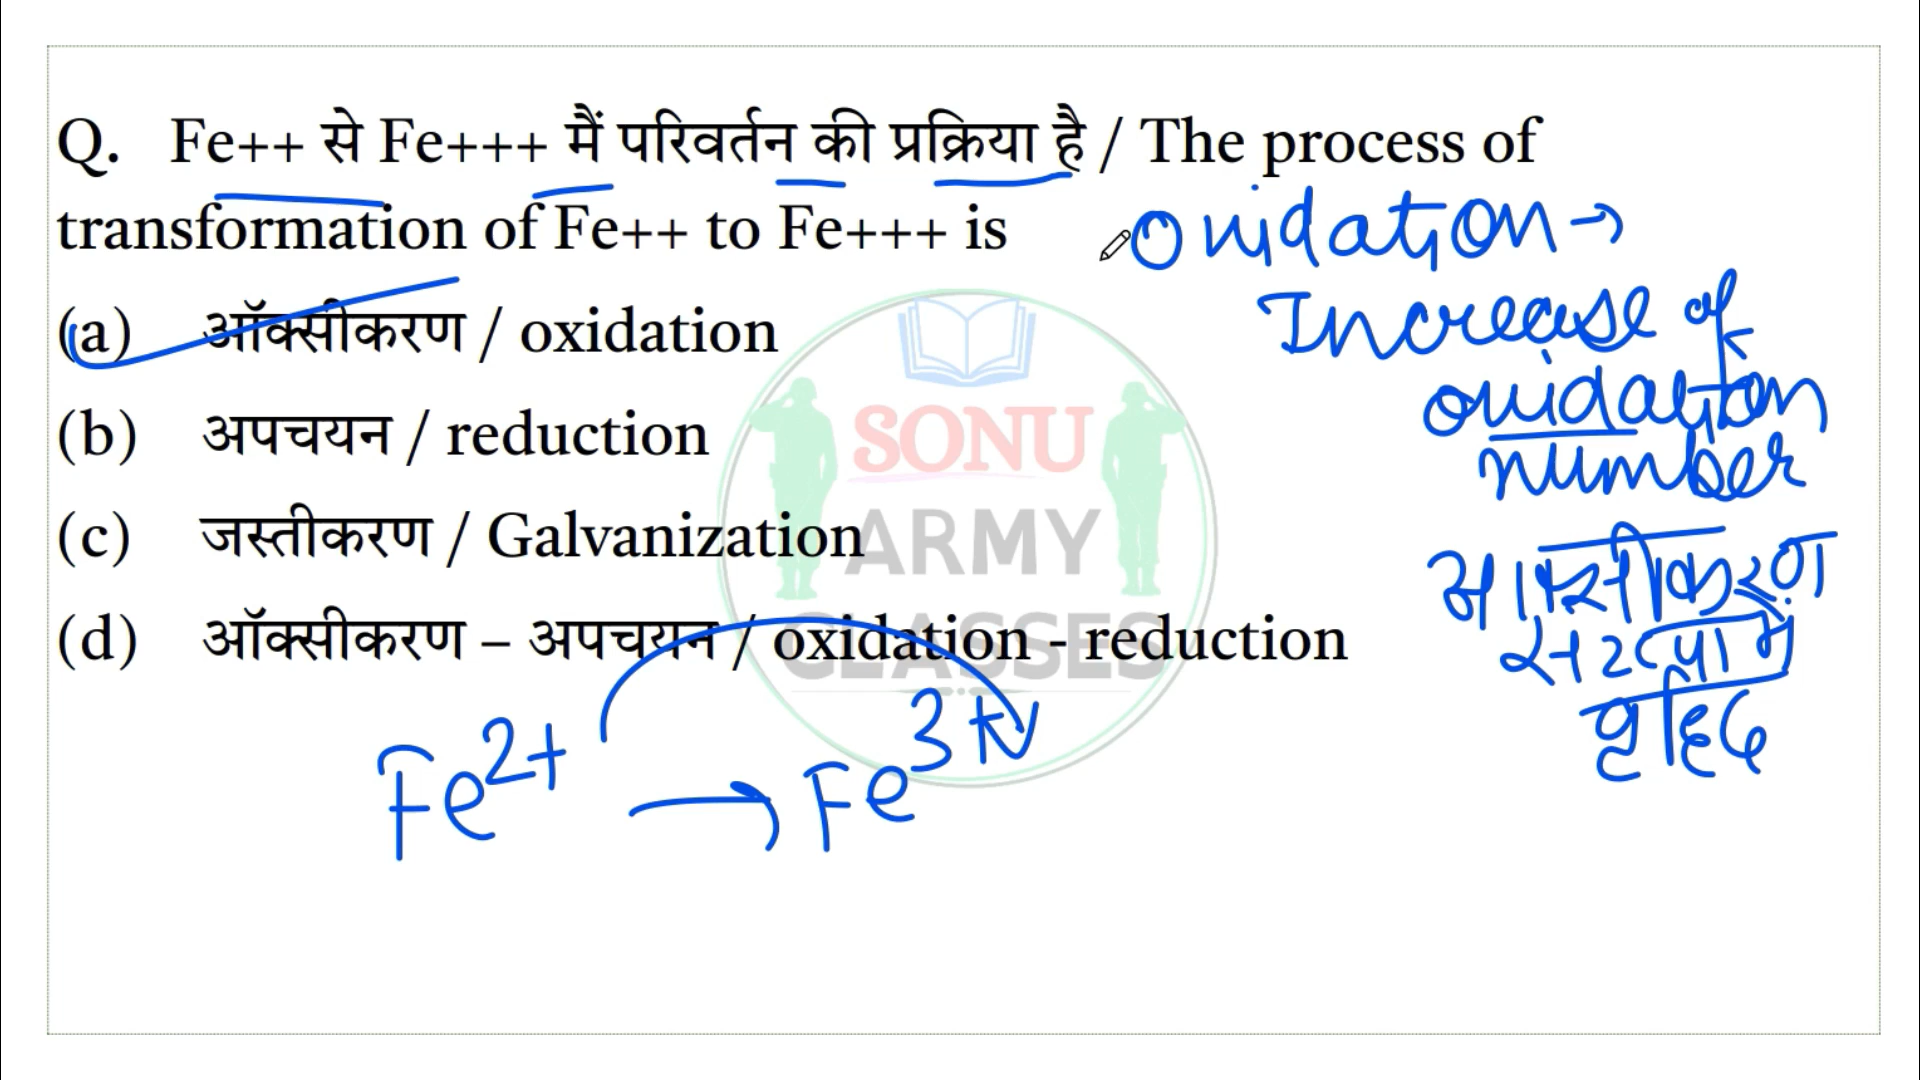 Q. Fe++ से Fe+++ मैं परिवर्तन की प्रक्रिया है / The process of
transformation of Fe++ to Fe+++ is
Oxidation →
(a) ऑक्सीकरण / oxidation
Increase of
oxidation
number
(b) अपचयन / reduction
(c) जस्तीकरण / Galvanization
(d) ऑक्सीकरण – अपचयन / oxidation - reduction
SONU
ARMY
CLASSES
Fe2+ → Fe3+